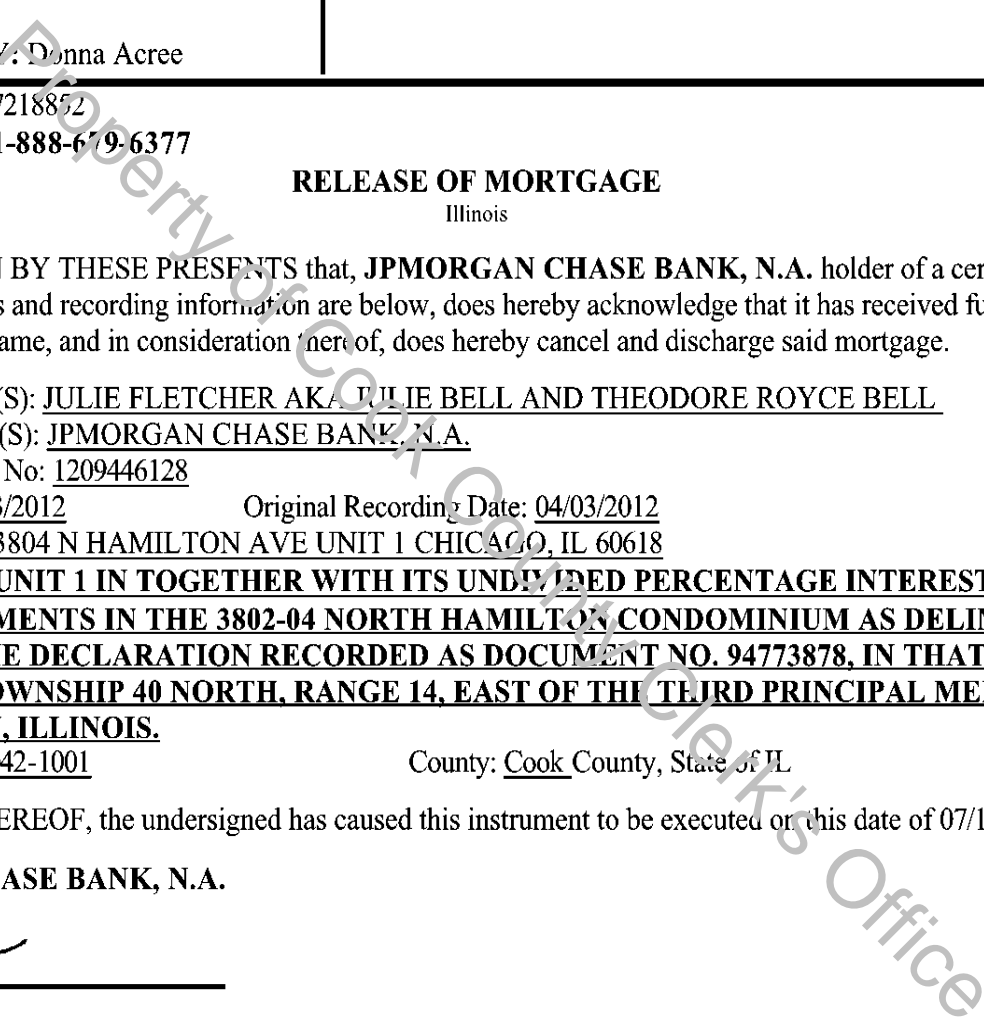 Y: Donna Acree
7218852
1-888-679-6377
RELEASE OF MORTGAGE
Illinois
BY THESE PRESENTS that, JPMORGAN CHASE BANK, N.A. holder of a cer
s and recording information are below, does hereby acknowledge that it has received fu
ame, and in consideration thereof, does hereby cancel and discharge said mortgage.
(S): JULIE FLETCHER AKA JULIE BELL AND THEODORE ROYCE BELL
(S): JPMORGAN CHASE BANK, N.A.
No: 1209446128
/2012 Original Recording Date: 04/03/2012
3804 N HAMILTON AVE UNIT 1 CHICAGO, IL 60618
UNIT 1 IN TOGETHER WITH ITS UNDIVIDED PERCENTAGE INTEREST
MENTS IN THE 3802-04 NORTH HAMILTON CONDOMINIUM AS DELIN
E DECLARATION RECORDED AS DOCUMENT NO. 94773878, IN THAT
OWNSHIP 40 NORTH, RANGE 14, EAST OF THE THIRD PRINCIPAL ME
, ILLINOIS.
42-1001 County: Cook County, State of IL
EREOF, the undersigned has caused this instrument to be executed on this date of 07/1
ASE BANK, N.A.
Property of Cook County Clerk's Office